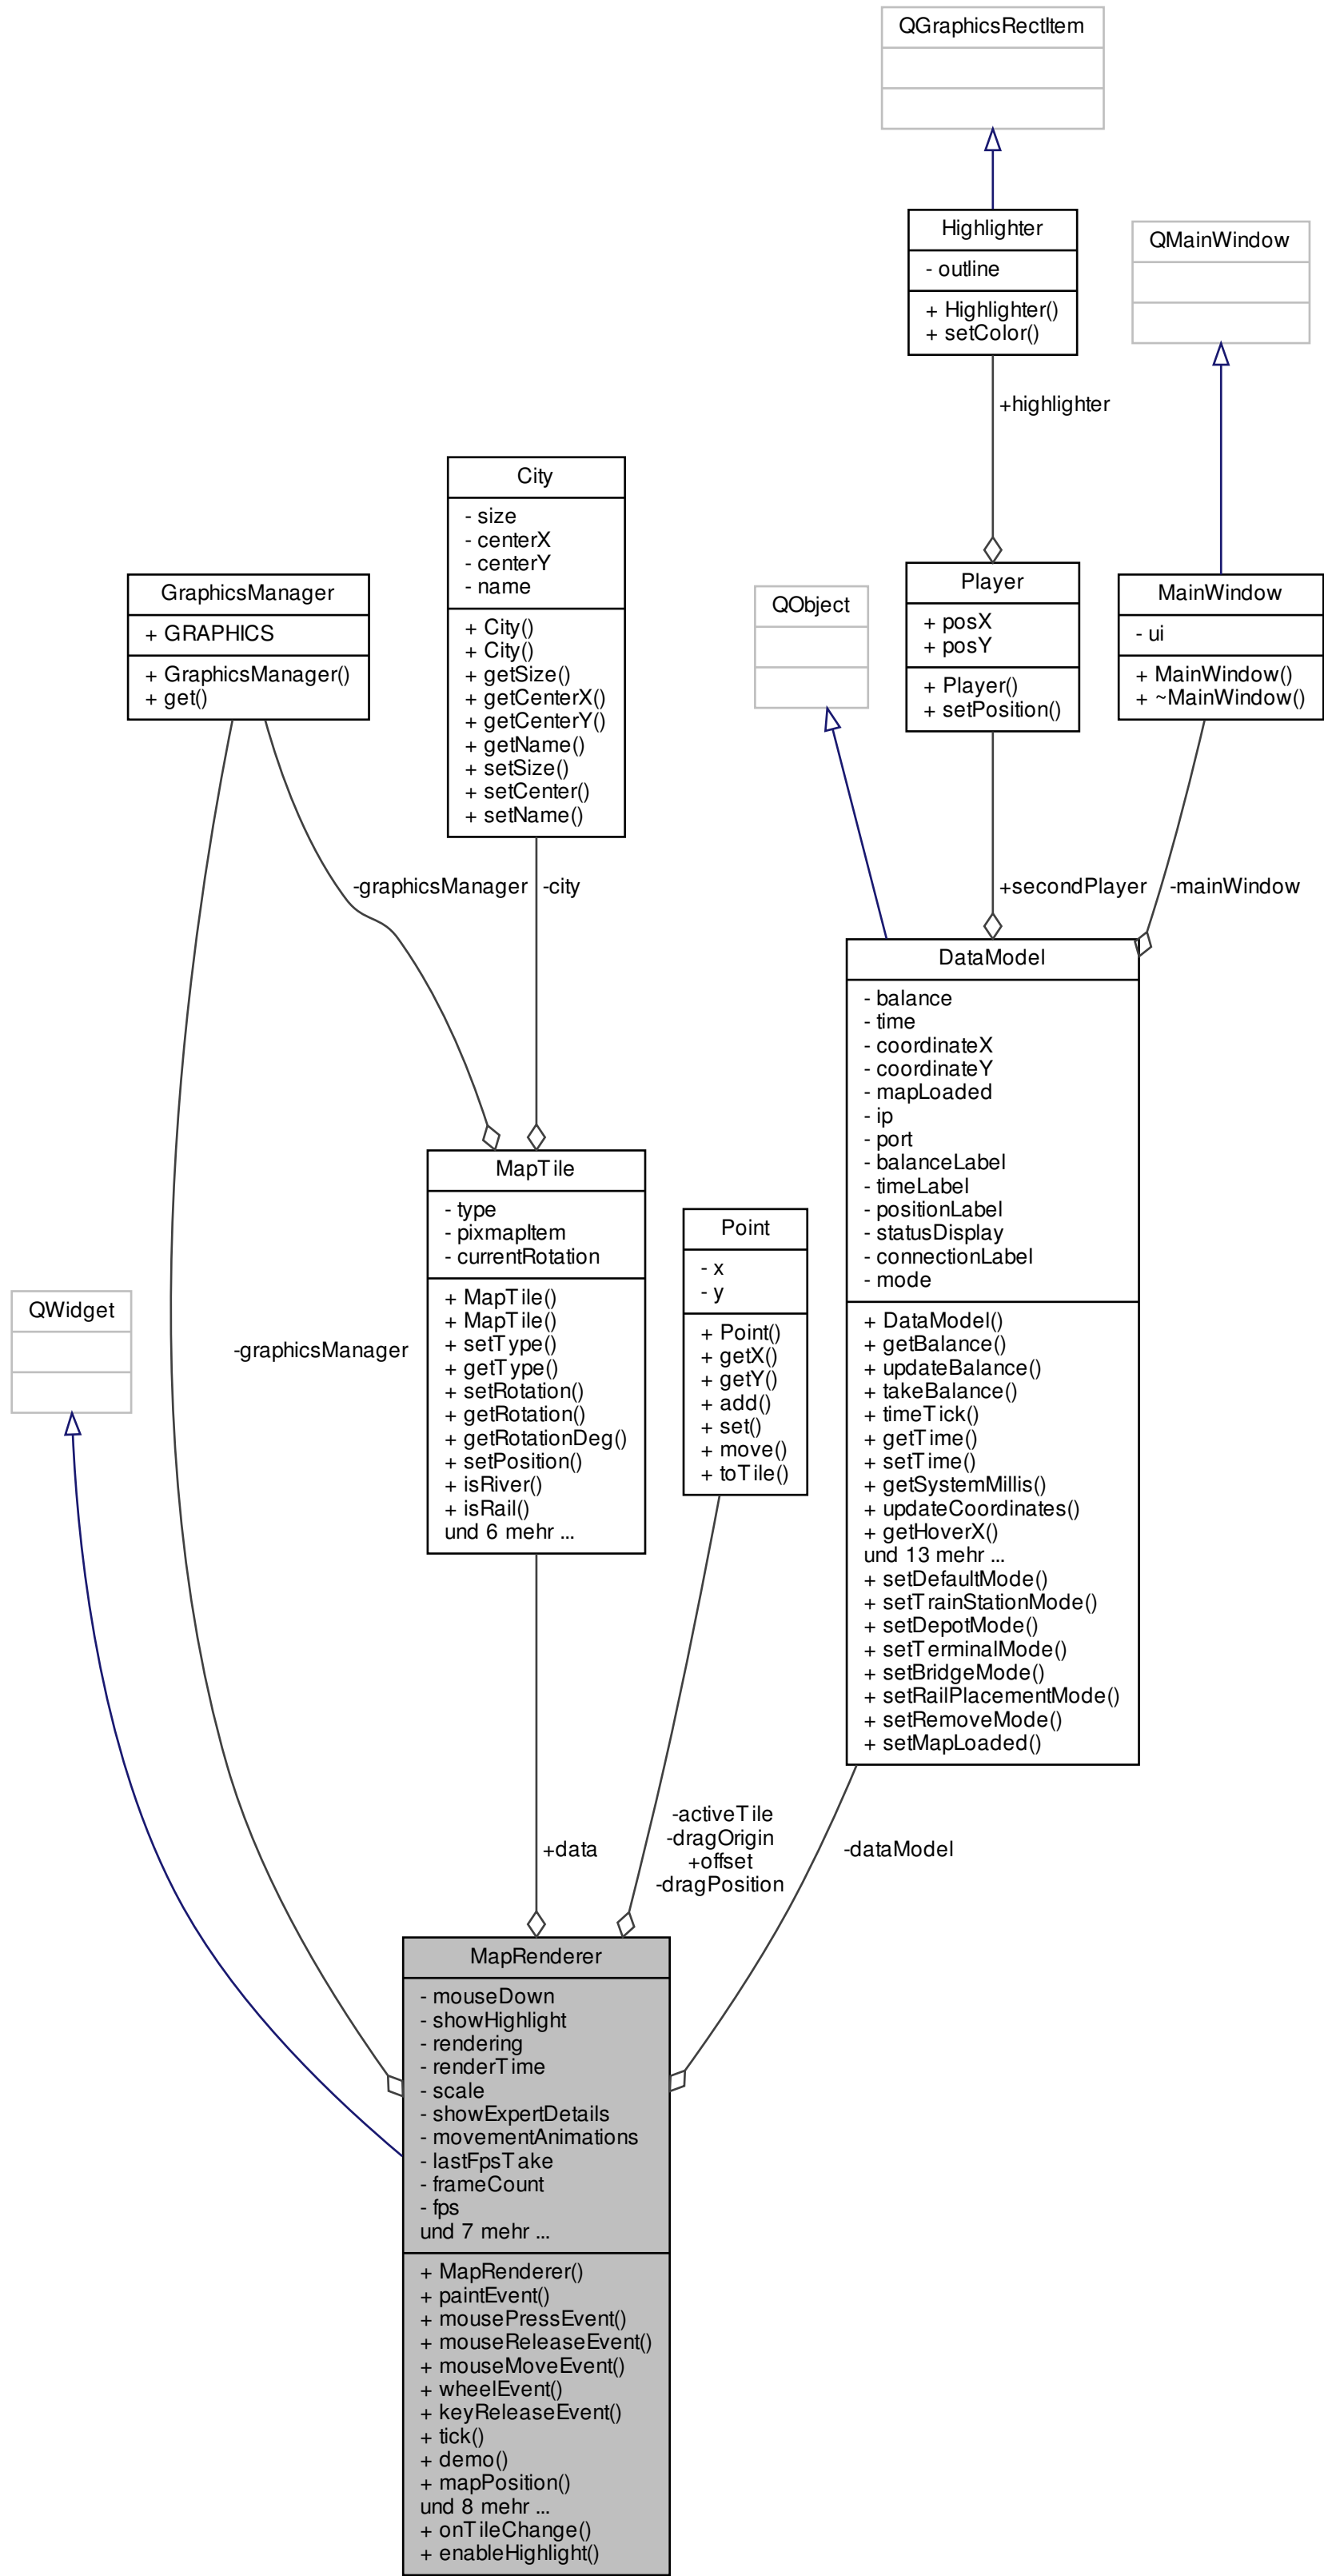 QGraphicsRectItem
Highlighter
- outline
+ Highlighter()
+ setColor()
QMainWindow
+highlighter
City
- size
- centerX
- centerY
- name
+ City()
+ City()
+ getSize()
+ getCenterX()
+ getCenterY()
+ getName()
+ setSize()
+ setCenter()
+ setName()
GraphicsManager
+ GRAPHICS
+ GraphicsManager()
+ get()
QObject
Player
+ posX
+ posY
+ Player()
+ setPosition()
MainWindow
- ui
+ MainWindow()
+ ~MainWindow()
-graphicsManager
-city
+secondPlayer
-mainWindow
DataModel
- balance
- time
- coordinateX
- coordinateY
- mapLoaded
- ip
- port
- balanceLabel
- timeLabel
- positionLabel
- statusDisplay
- connectionLabel
- mode
+ DataModel()
+ getBalance()
+ updateBalance()
+ takeBalance()
+ timeTick()
+ getTime()
+ setTime()
+ getSystemMillis()
+ updateCoordinates()
+ getHoverX()
und 13 mehr ...
+ setDefaultMode()
+ setTrainStationMode()
+ setDepotMode()
+ setTerminalMode()
+ setBridgeMode()
+ setRailPlacementMode()
+ setRemoveMode()
+ setMapLoaded()
MapTile
- type
- pixmapItem
- currentRotation
+ MapTile()
+ MapTile()
+ setType()
+ getType()
+ setRotation()
+ getRotation()
+ getRotationDeg()
+ setPosition()
+ isRiver()
+ isRail()
und 6 mehr ...
Point
- x
- y
+ Point()
+ getX()
+ getY()
+ add()
+ set()
+ move()
+ toTile()
QWidget
-graphicsManager
+data
-activeTile
-dragOrigin
+offset
-dragPosition
-dataModel
MapRenderer
- mouseDown
- showHighlight
- rendering
- renderTime
- scale
- showExpertDetails
- movementAnimations
- lastFpsTake
- frameCount
- fps
und 7 mehr ...
+ MapRenderer()
+ paintEvent()
+ mousePressEvent()
+ mouseReleaseEvent()
+ mouseMoveEvent()
+ wheelEvent()
+ keyReleaseEvent()
+ tick()
+ demo()
+ mapPosition()
und 8 mehr ...
+ onTileChange()
+ enableHighlight()